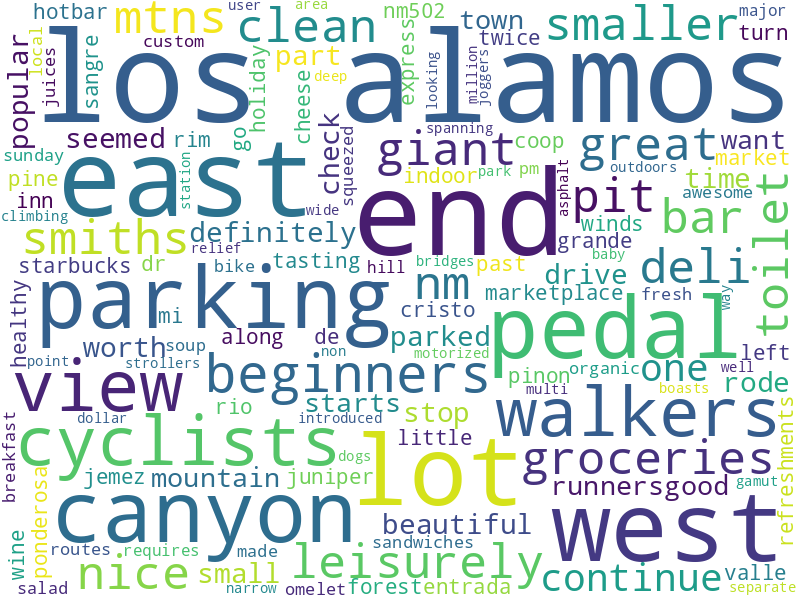 mtns
user
area
nm502
major
hotbar
clean
town
smaller
local
custom
part
twice
turn
los
alamos
popular
juices
sangre
holiday
cheese
deep
express
looking
million
joggers
seemed
rim
go
check
squeezed
giant
spanning
coop
great
want
sunday
east
station
end
indoor
park
pm
asphalt
outdoors
market
pine
inn
pit
time
awesome
climbing
wide
bar
toilet
smiths
definitely
relief
winds
grande
starbucks
dr
bike
tasting
hill
bridges
past
baby
drive
deli
healthy
parking
nm
marketplace
fresh
way
mi
cristo
worth
soup
along
de
parked
pedal
left
point
strollers
non
motorized
view
beginners
pinon
organic
one
well
rode
multi
boasts
dollar
rio
starts
introduced
stop
walkers
refreshments
breakfast
cyclists
little
dogs
lot
groceries
jemez
mountain
juniper
runnersgood
gamut
ponderosa
canyon
beautiful
west
wine
routes
requires
made
sandwiches
leisurely
nice
small
continue
valle
salad
narrow
omelet
forest
entrada
separate